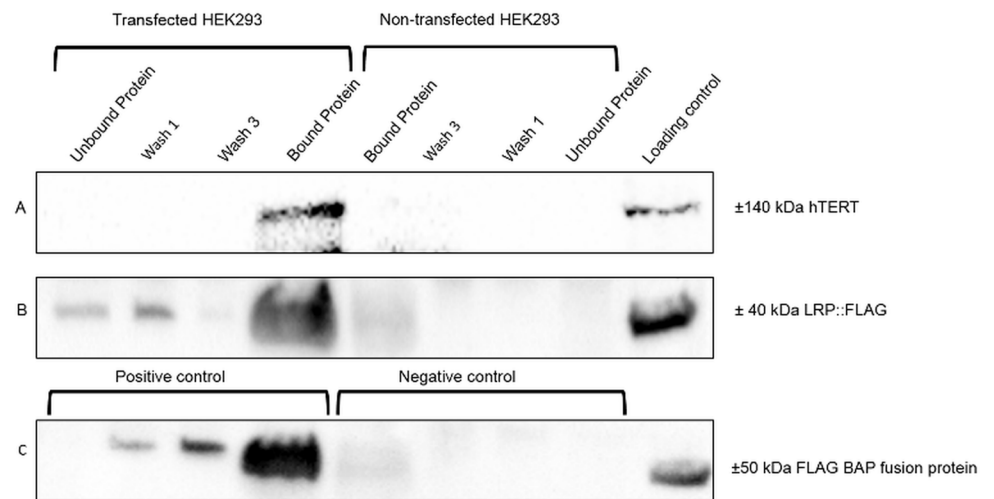 Transfected HEK293
Non-transfected HEK293
Unbound Protein
Wash 1
Wash 3
Bound Protein
Bound Protein
Wash 3
Wash 1
Unbound Protein
Loading control
A
±140 kDa hTERT
B
± 40 kDa LRP::FLAG
Positive control
Negative control
C
±50 kDa FLAG BAP fusion protein